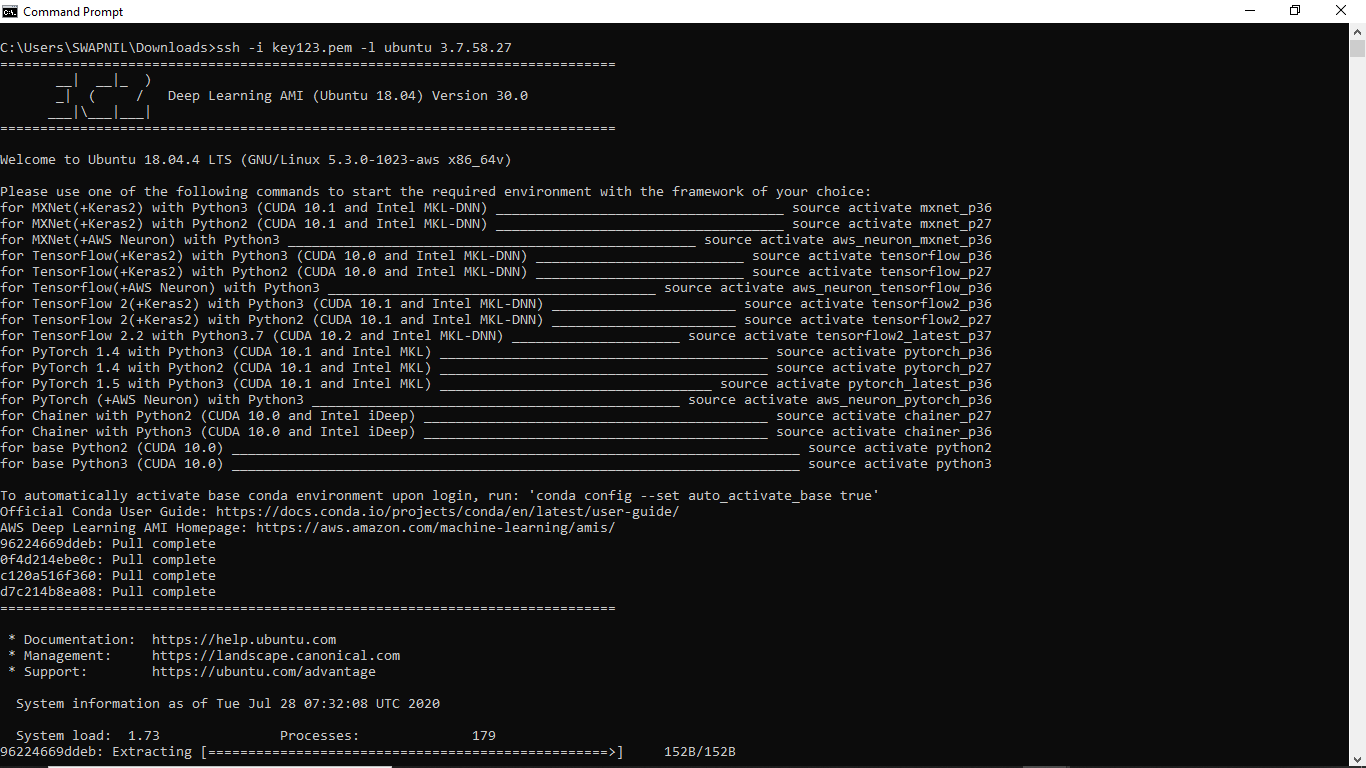 Command Prompt
C:\Users\SWAPNIL\Downloads>ssh -i key123.pem -l ubuntu 3.7.58.27
=============================================================================
       __|  __|_  )
       _|  (     /   Deep Learning AMI (Ubuntu 18.04) Version 30.0
      ___|\___|___|
=============================================================================
Welcome to Ubuntu 18.04.4 LTS (GNU/Linux 5.3.0-1023-aws x86_64v)
Please use one of the following commands to start the required environment with the framework of your choice:
for MXNet(+Keras2) with Python3 (CUDA 10.1 and Intel MKL-DNN) ____________________________________ source activate mxnet_p36
for MXNet(+Keras2) with Python2 (CUDA 10.1 and Intel MKL-DNN) ____________________________________ source activate mxnet_p27
for MXNet(+AWS Neuron) with Python3 ___________________________________________________ source activate aws_neuron_mxnet_p36
for TensorFlow(+Keras2) with Python3 (CUDA 10.0 and Intel MKL-DNN) __________________________ source activate tensorflow_p36
for TensorFlow(+Keras2) with Python2 (CUDA 10.0 and Intel MKL-DNN) __________________________ source activate tensorflow_p27
for Tensorflow(+AWS Neuron) with Python3 _________________________________________ source activate aws_neuron_tensorflow_p36
for TensorFlow 2(+Keras2) with Python3 (CUDA 10.1 and Intel MKL-DNN) _______________________ source activate tensorflow2_p36
for TensorFlow 2(+Keras2) with Python2 (CUDA 10.1 and Intel MKL-DNN) _______________________ source activate tensorflow2_p27
for TensorFlow 2.2 with Python3.7 (CUDA 10.2 and Intel MKL-DNN) _____________________ source activate tensorflow2_latest_p37
for PyTorch 1.4 with Python3 (CUDA 10.1 and Intel MKL) _________________________________________ source activate pytorch_p36
for PyTorch 1.4 with Python2 (CUDA 10.1 and Intel MKL) _________________________________________ source activate pytorch_p27
for PyTorch 1.5 with Python3 (CUDA 10.1 and Intel MKL) __________________________________ source activate pytorch_latest_p36
for PyTorch (+AWS Neuron) with Python3 ______________________________________________ source activate aws_neuron_pytorch_p36
for Chainer with Python2 (CUDA 10.0 and Intel iDeep) ___________________________________________ source activate chainer_p27
for Chainer with Python3 (CUDA 10.0 and Intel iDeep) ___________________________________________ source activate chainer_p36
for base Python2 (CUDA 10.0) _______________________________________________________________________ source activate python2
for base Python3 (CUDA 10.0) _______________________________________________________________________ source activate python3
To automatically activate base conda environment upon login, run: 'conda config --set auto_activate_base true'
Official Conda User Guide: https://docs.conda.io/projects/conda/en/latest/user-guide/
AWS Deep Learning AMI Homepage: https://aws.amazon.com/machine-learning/amis/
96224669ddeb: Pull complete
0f4d214ebe0c: Pull complete
c120a516f360: Pull complete
d7c214b8ea08: Pull complete
=============================================================================
 * Documentation:  https://help.ubuntu.com
 * Management:     https://landscape.canonical.com
 * Support:        https://ubuntu.com/advantage
  System information as of Tue Jul 28 07:32:08 UTC 2020
  System load:  1.73               Processes:              179
96224669ddeb: Extracting [==================================================>]     152B/152B